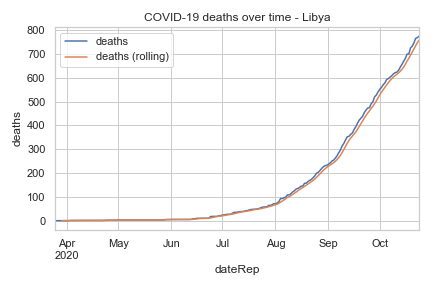 COVID-19 deaths over time - Libya
deaths
deaths (rolling)
800
700
600
500
400
300
200
100
0
deaths
Apr May Jun Jul Aug Sep Oct
2020
dateRep